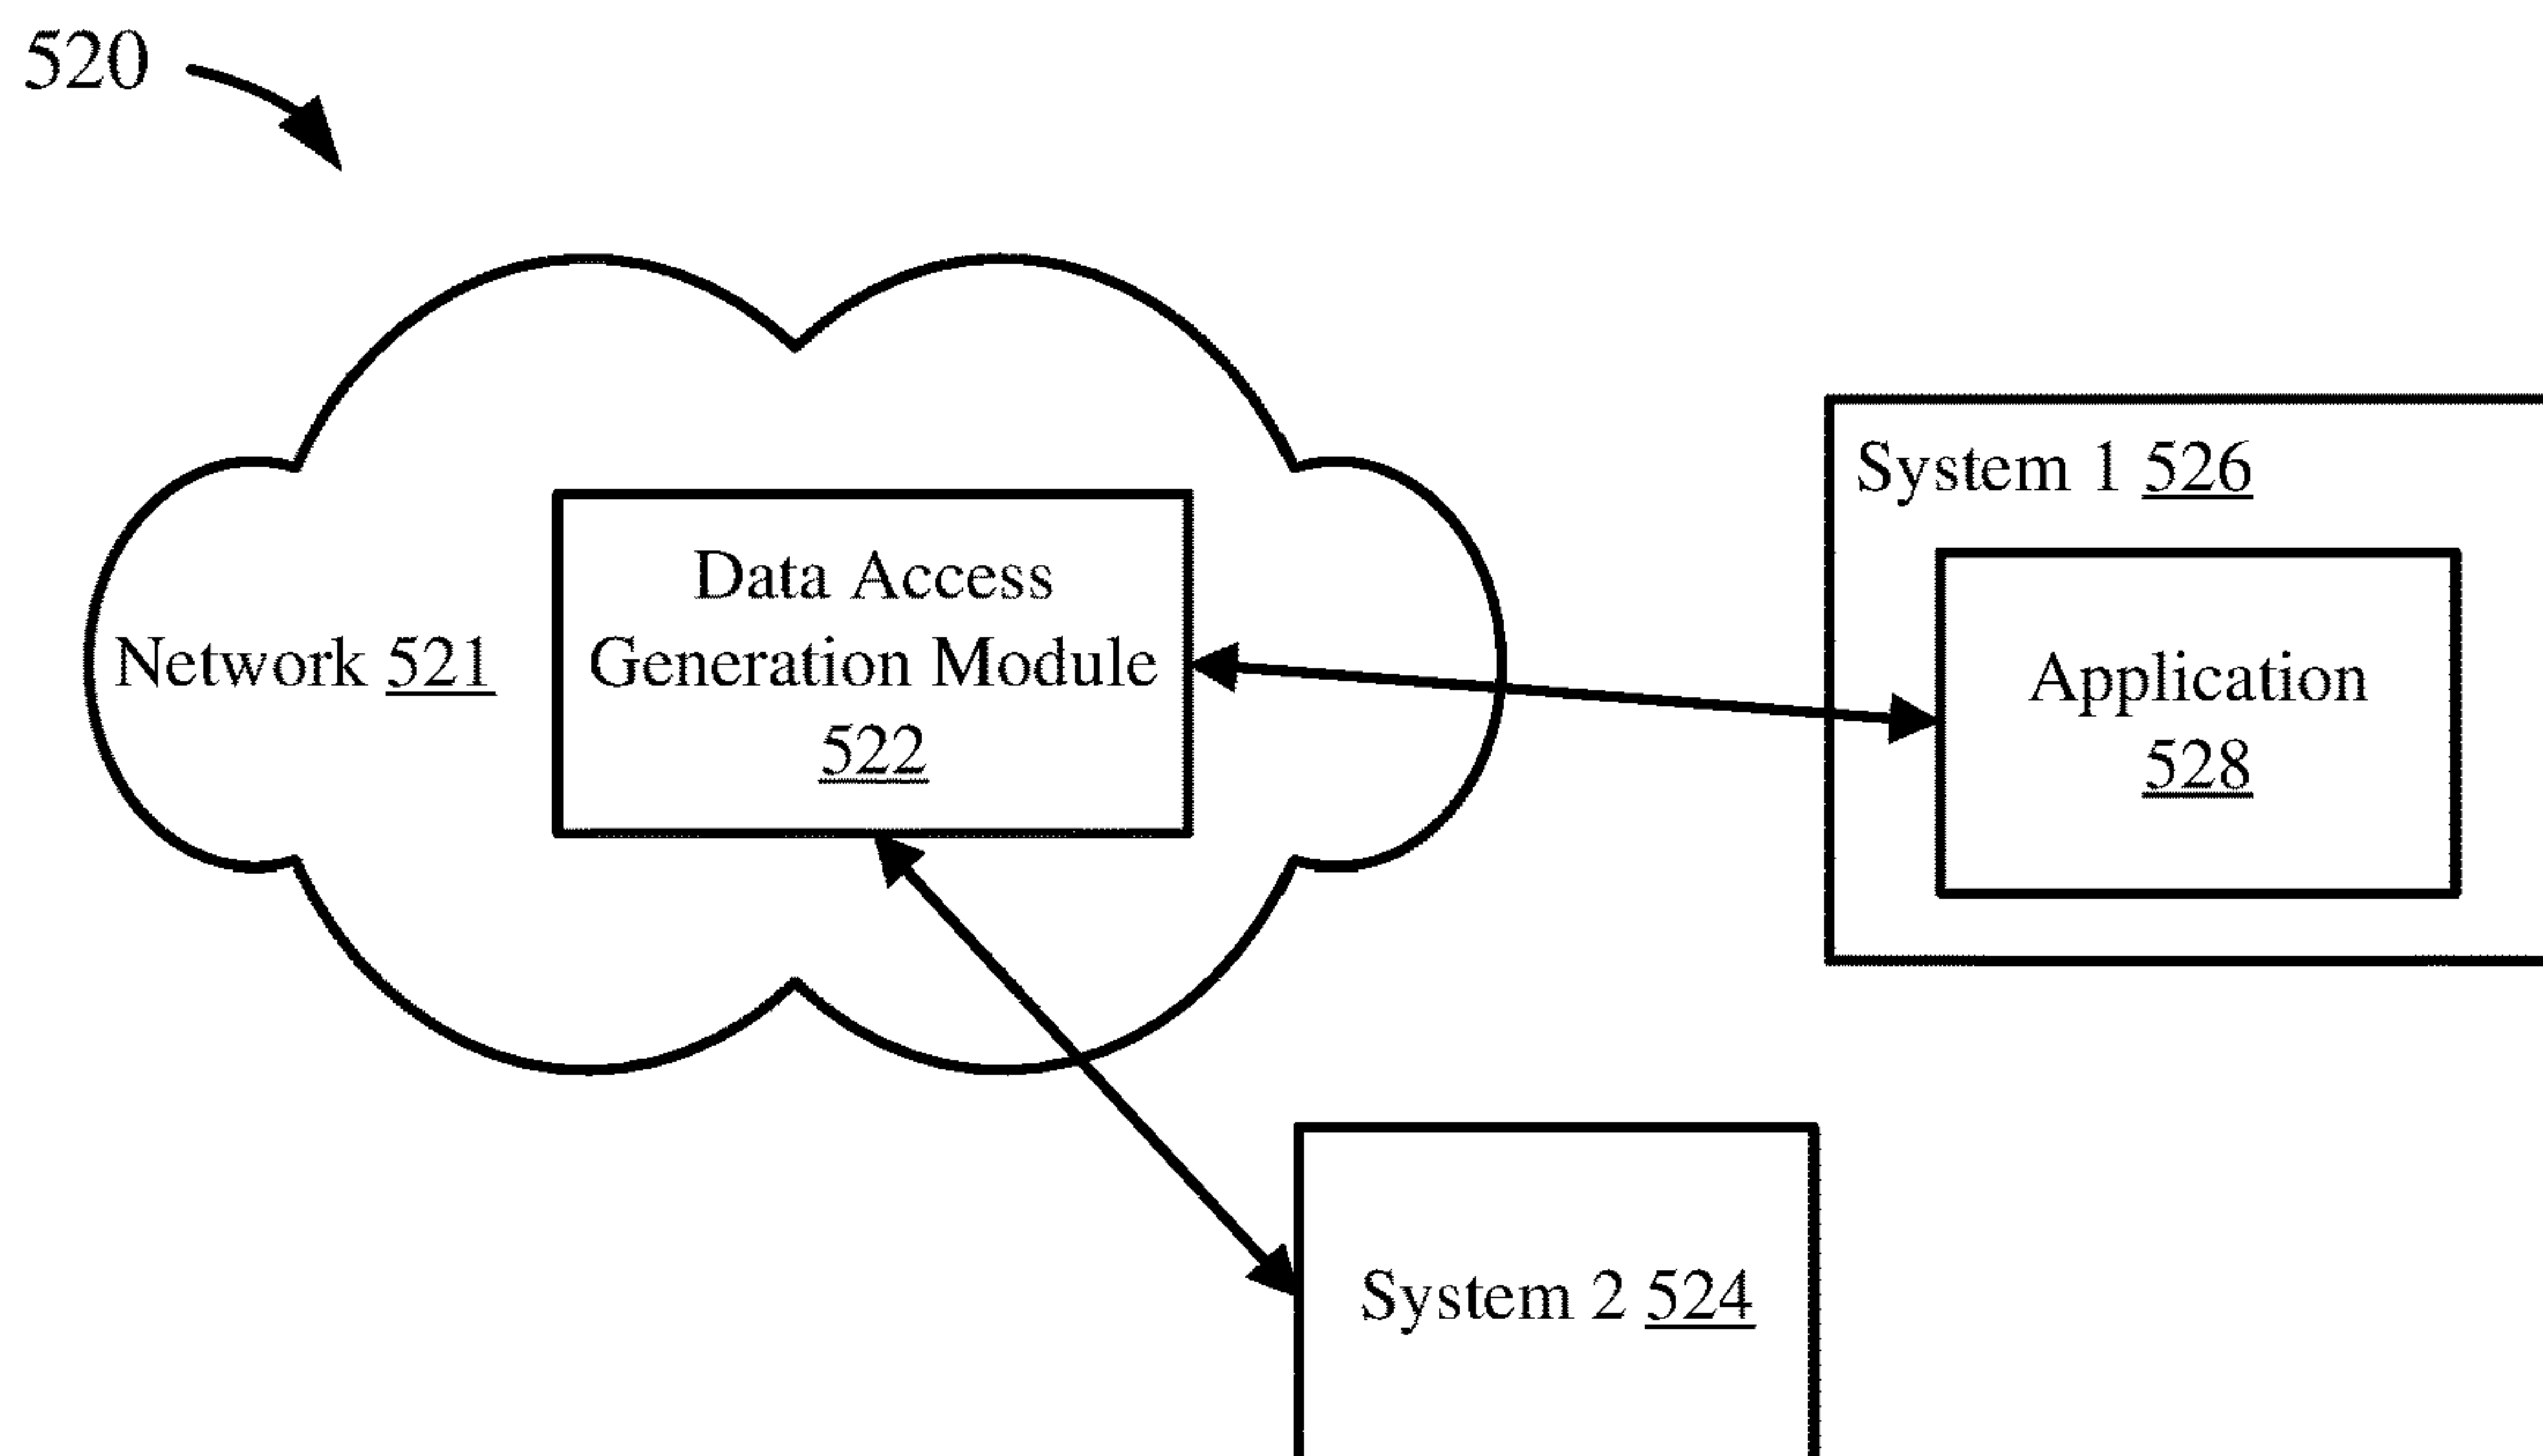 520
Network 521
Data Access
Generation Module
522
System 1 526
Application
528
System 2 524